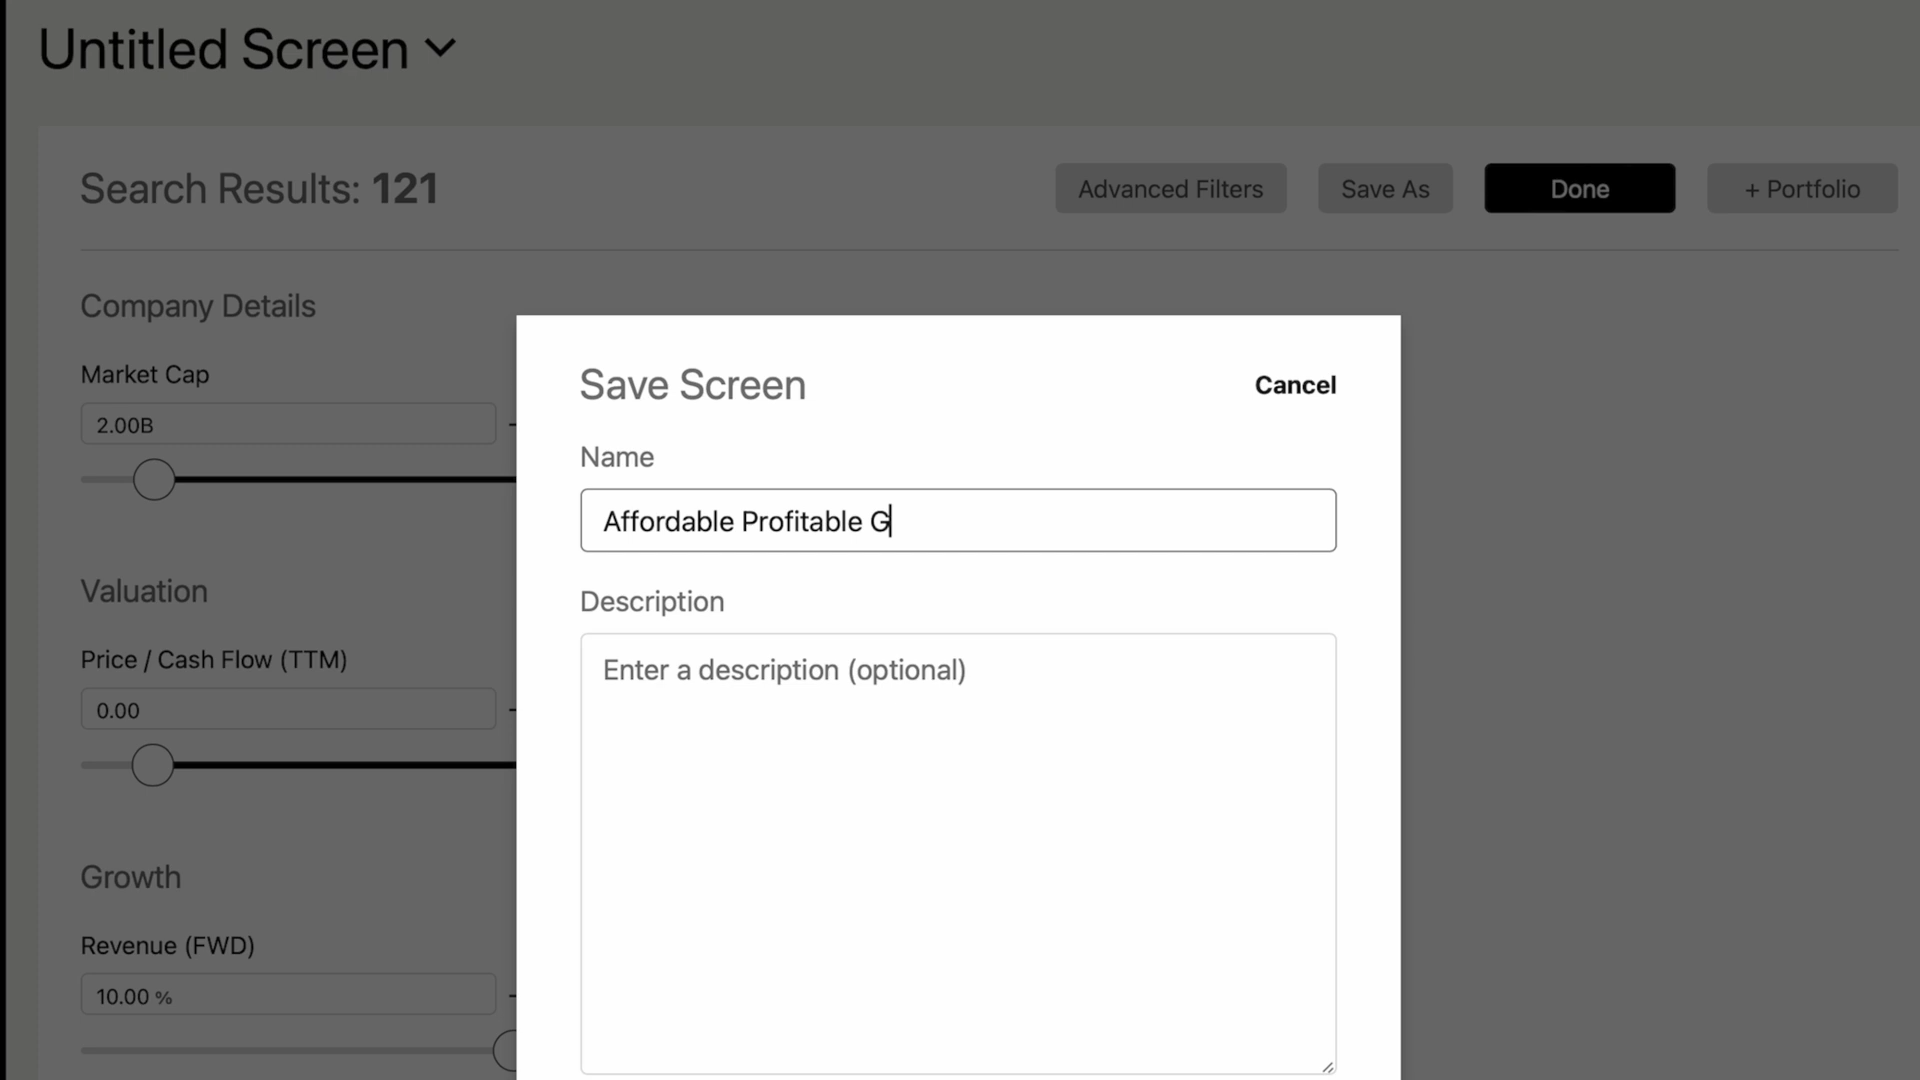 Untitled Screen
Search Results: 121
Advanced Filters
Save As
Done
+ Portfolio
Company Details
Market Cap
2.00B
Valuation
Price / Cash Flow (TTM)
0.00
Growth
Revenue (FWD)
10.00 %
Save Screen
Cancel
Name
Affordable Profitable G
Description
Enter a description (optional)